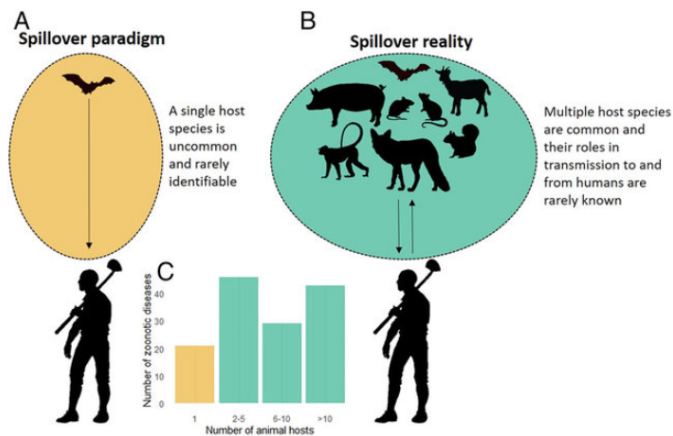 A
Spillover paradigm
A single host
species is
uncommon
and rarely
identifiable
B
Spillover reality
Multiple host species
are common and
their roles in
transmission to and
from humans are
rarely known
C
Number of zoonotic diseases
40
30
20
10
0
1 2-5 6-10 >10
Number of animal hosts